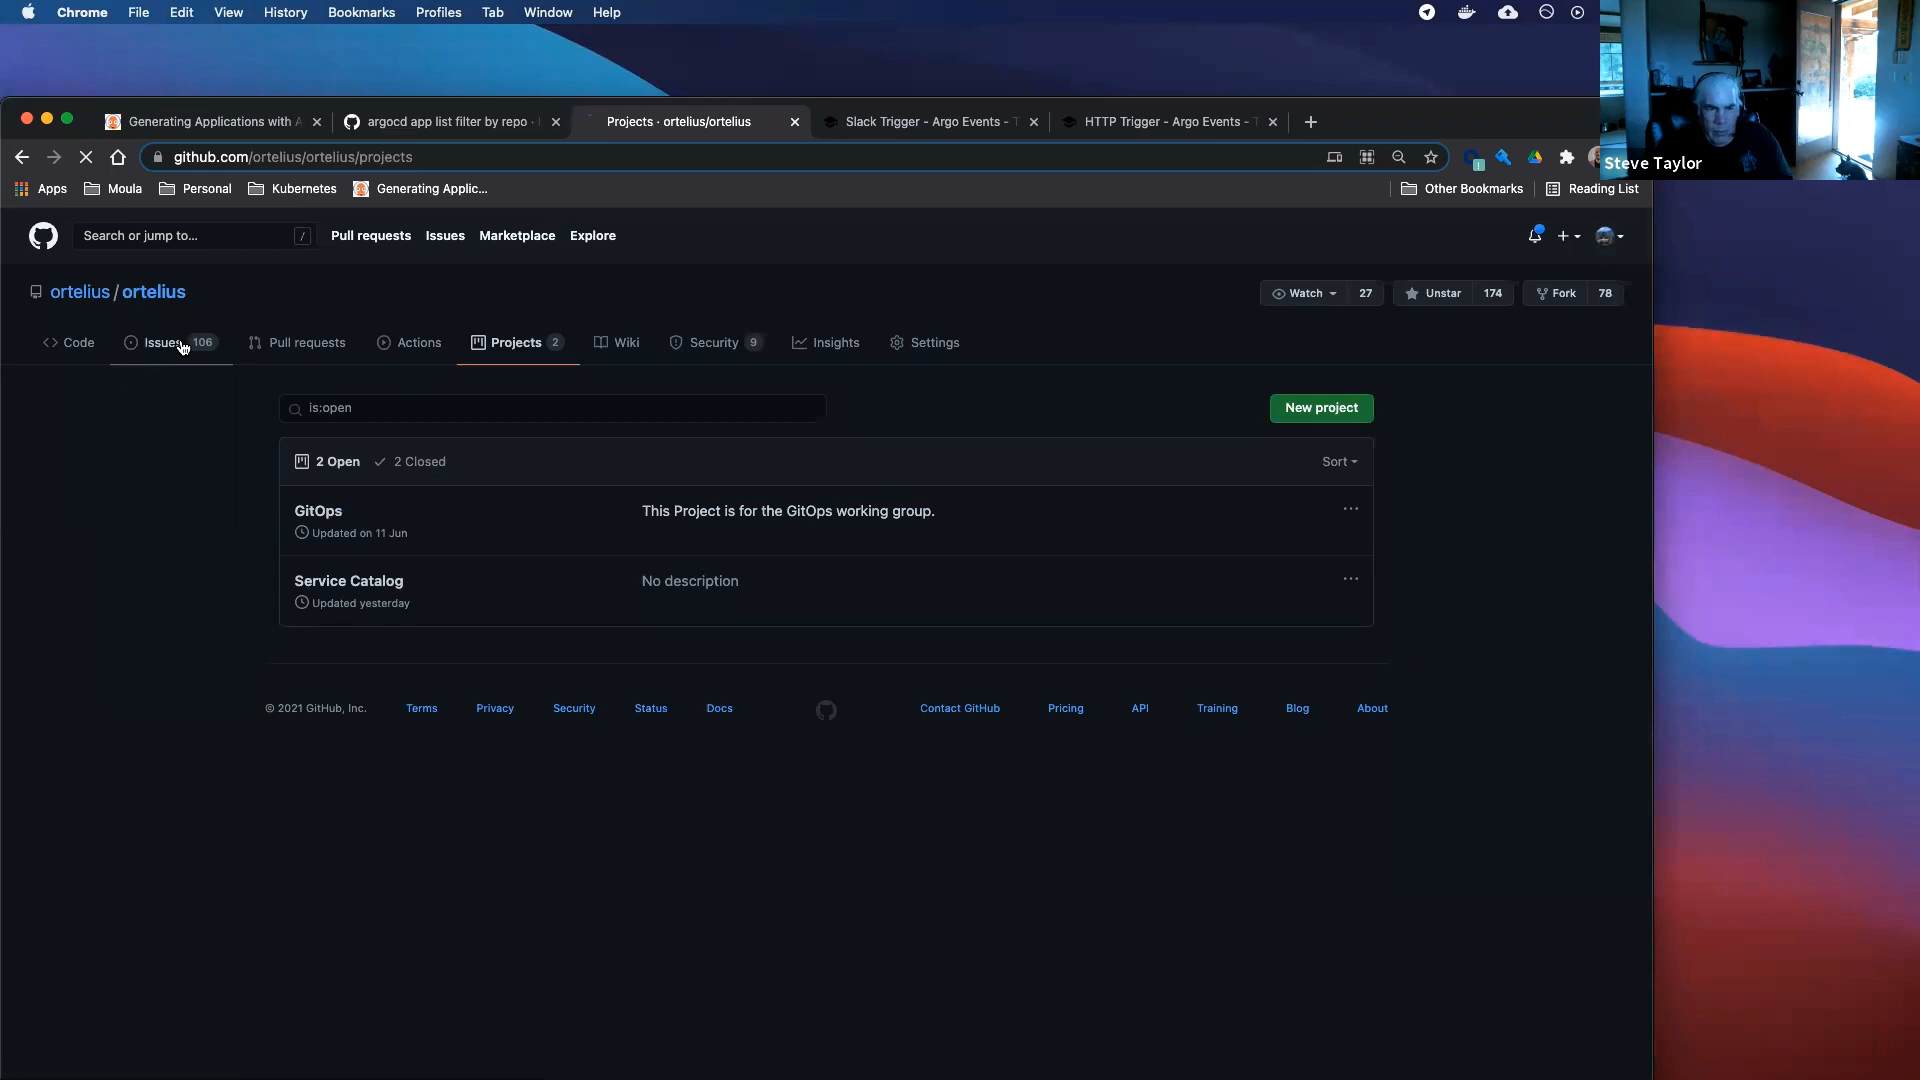 Chrome File Edit View History Bookmarks Profiles Tab Window Help
Generating Applications with A
argocd app list filter by repo ·
Projects · ortelius/ortelius
Slack Trigger - Argo Events - T
HTTP Trigger - Argo Events - T
github.com/ortelius/ortelius/projects
Steve Taylor
Apps Moula Personal Kubernetes Generating Applic... Other Bookmarks Reading List
Search or jump to... / Pull requests Issues Marketplace Explore
ortelius / ortelius
Watch 27 Unstar 174 Fork 78
Code Issues 106 Pull requests Actions Projects 2 Wiki Security 9 Insights Settings
is:open
New project
2 Open 2 Closed
Sort
GitOps
This Project is for the GitOps working group.
Updated on 11 Jun
Service Catalog
No description
Updated yesterday
© 2021 GitHub, Inc. Terms Privacy Security Status Docs Contact GitHub Pricing API Training Blog About